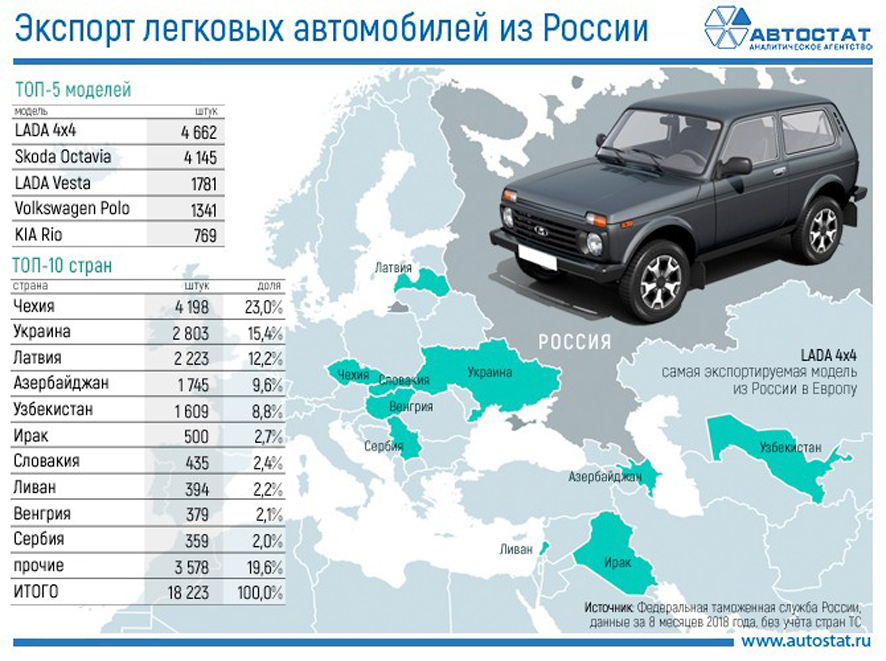 Экспорт легковых автомобилей из России
АВТОСТАТ
АНАЛИТИЧЕСКОЕ АГЕНТСТВО
ТОП-5 моделей
модель штук
LADA 4x4 4 662
Skoda Octavia 4 145
LADA Vesta 1781
Volkswagen Polo 1341
KIA Rio 769
ТОП-10 стран
страна штук доля
Чехия 4 198 23,0%
Украина 2 803 15,4%
Латвия 2 223 12,2%
Азербайджан 1 745 9,6%
Узбекистан 1 609 8,8%
Ирак 500 2,7%
Словакия 435 2,4%
Ливан 394 2,2%
Венгрия 379 2,1%
Сербия 359 2,0%
прочие 3 578 19,6%
ИТОГО 18 223 100,0%
Латвия
РОССИЯ
LADA 4x4
самая экспортируемая модель
из России в Европу
Чехия
Словакия
Украина
Венгрия
Сербия
Узбекистан
Азербайджан
Ливан
Ирак
Источник: Федеральная таможенная служба России,
данные за 8 месяцев 2018 года, без учёта стран ТС
www.autostat.ru